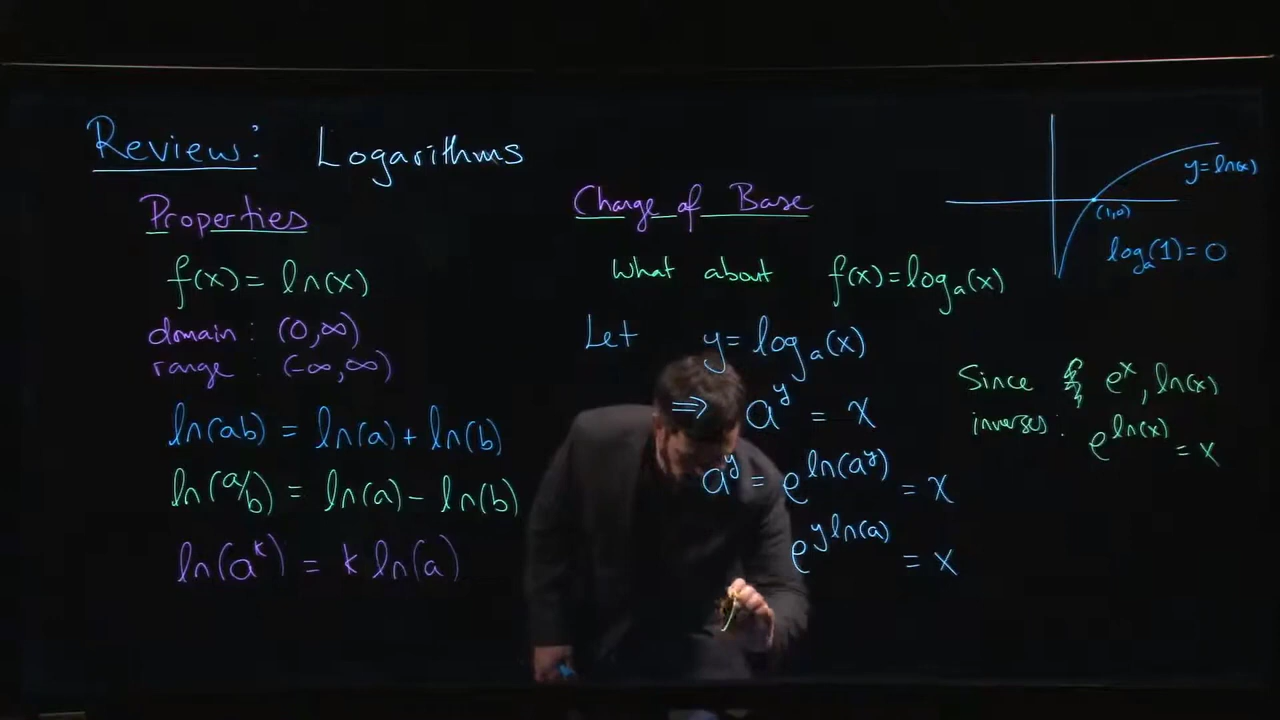 Review: Logarithms
Properties
f(x) = ln(x)
domain : (0,∞)
range : (-∞,∞)
ln(ab) = ln(a) + ln(b)
ln(a/b) = ln(a) - ln(b)
ln(a^k) = k ln(a)
Change of Base
What about f(x) = log_a(x)
Let y = log_a(x)
⇒ a^y = x
a^y = e^ln(a^y) = x
e^y ln(a) = x
y = ln(x)
(1,0)
log_a(1) = 0
Since e^x, ln(x)
inverses: e^ln(x) = x